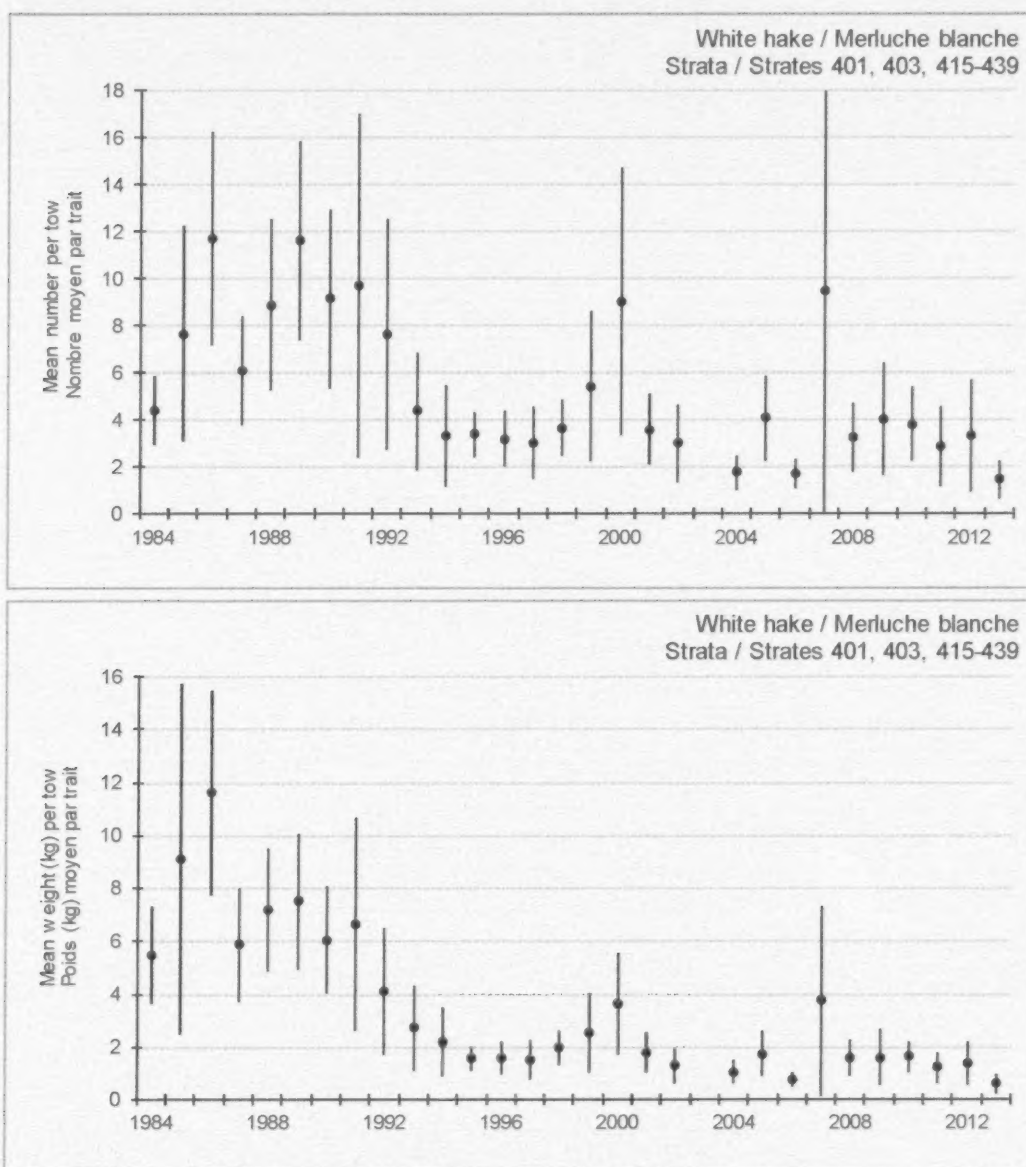 White hake / Merluche blanche
Strata / Strates 401, 403, 415-439
Mean number per tow
Nombre moyen par trait
18
16
14
12
10
8
6
4
2
0
1984 1988 1992 1996 2000 2004 2008 2012
White hake / Merluche blanche
Strata / Strates 401, 403, 415-439
Mean weight (kg) per tow
Poids (kg) moyen par trait
16
14
12
10
8
6
4
2
0
1984 1988 1992 1996 2000 2004 2008 2012